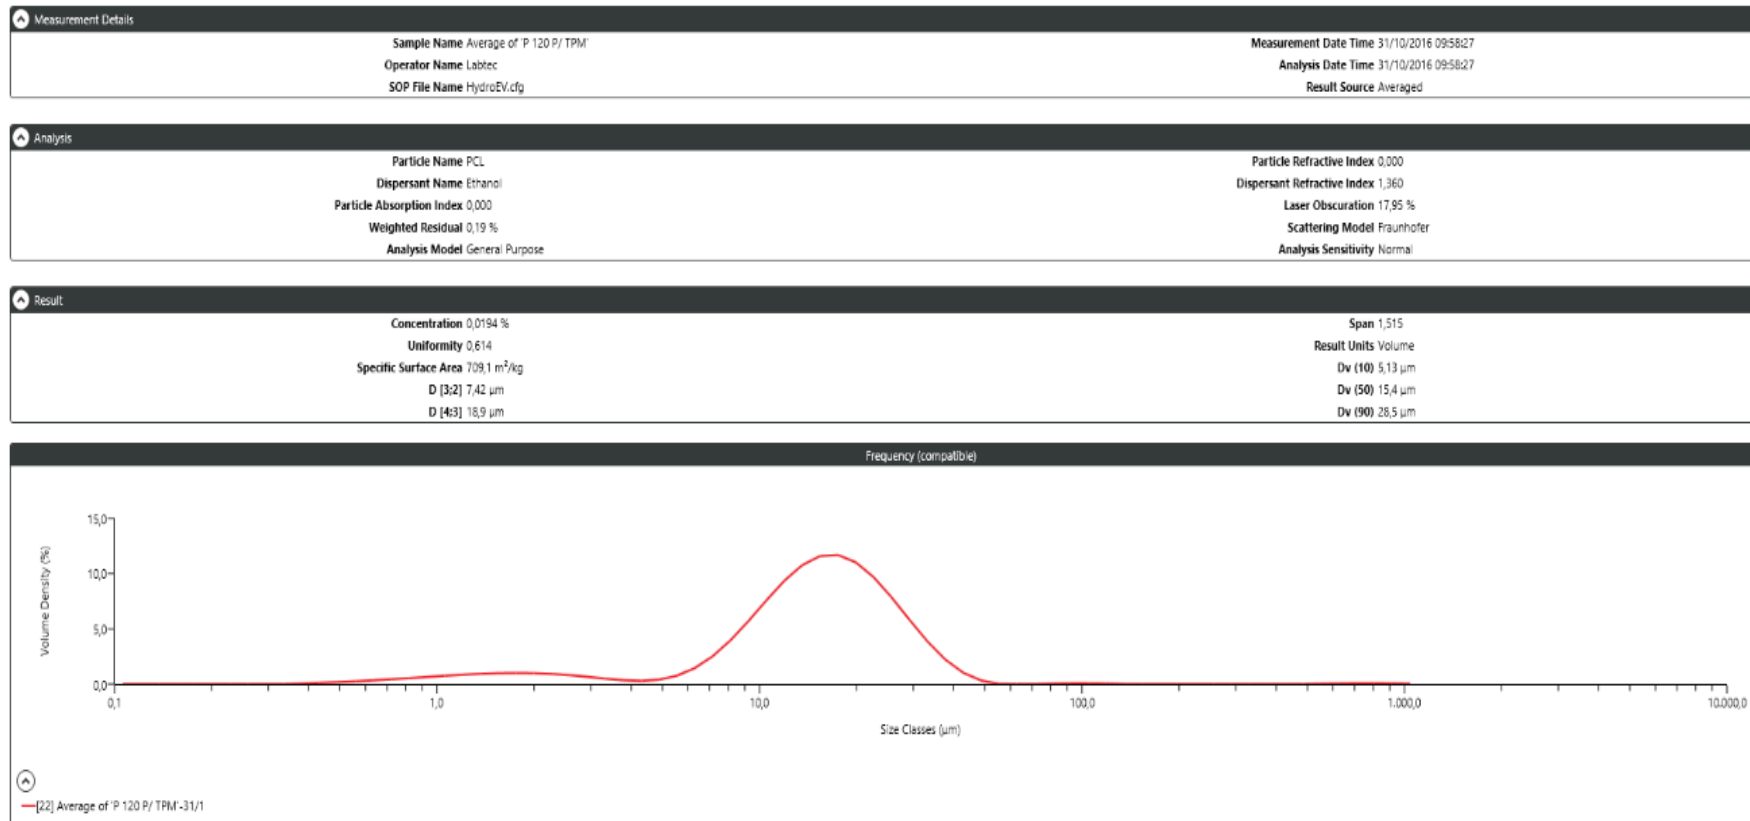 Measurement Details
Sample Name Average of 'P 120 P/ TPM'
Measurement Date Time 31/10/2016 09:58:27
Operator Name Labtec
Analysis Date Time 31/10/2016 09:58:27
SOP File Name HydroEV.cfg
Result Source Averaged
Analysis
Particle Name PCL
Particle Refractive Index 0,000
Dispersant Name Ethanol
Dispersant Refractive Index 1,360
Particle Absorption Index 0,000
Laser Obscuration 17,95 %
Weighted Residual 0,19 %
Scattering Model Fraunhofer
Analysis Model General Purpose
Analysis Sensitivity Normal
Result
Concentration 0,0194 %
Span 1,515
Uniformity 0,614
Result Units Volume
Specific Surface Area 709,1 m²/kg
Dv (10) 5,13 μm
D [3;2] 7,42 μm
Dv (50) 15,4 μm
D [4;3] 18,9 μm
Dv (90) 28,5 μm
Frequency (compatible)
Volume Density (%)
15,0
10,0
5,0
0,0
0,1 1,0 10,0 100,0 1.000,0 10.000,0
Size Classes (μm)
[22] Average of 'P 120 P/ TPM'-31/1